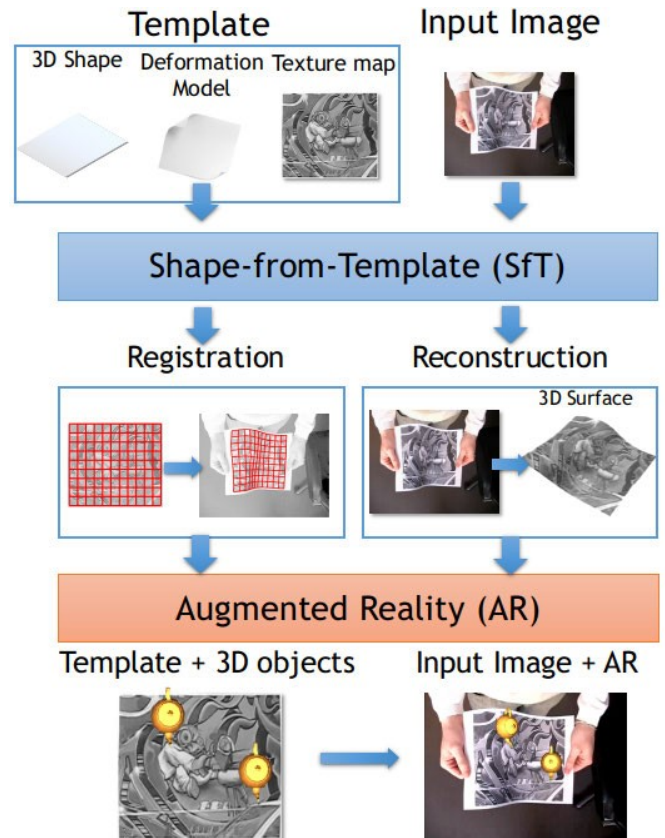 Template
Input Image
3D Shape
Deformation
Model
Texture map
Shape-from-Template (SfT)
Registration
Reconstruction
3D Surface
Augmented Reality (AR)
Template + 3D objects
Input Image + AR